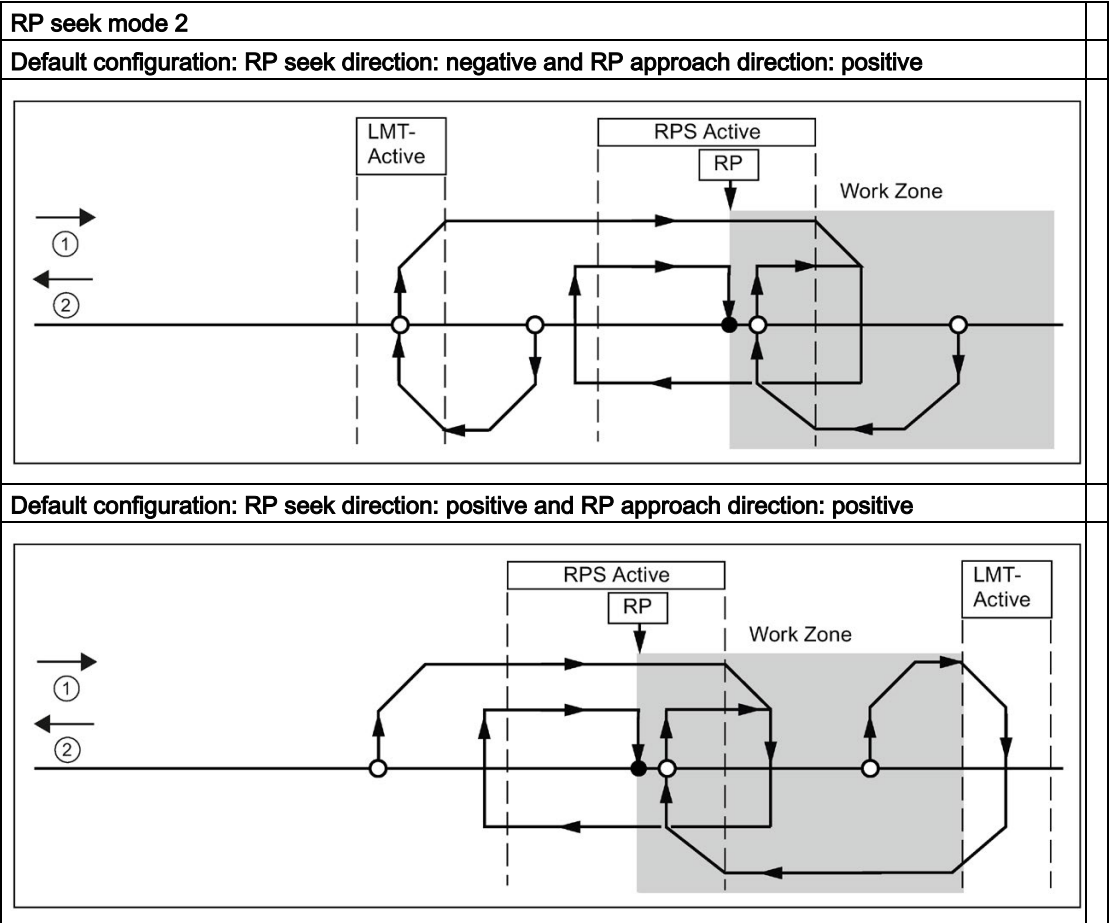 RP seek mode 2
Default configuration: RP seek direction: negative and RP approach direction: positive
LMT-
Active
RPS Active
RP
Work Zone
1
2
Default configuration: RP seek direction: positive and RP approach direction: positive
RPS Active
LMT-
Active
RP
Work Zone
1
2